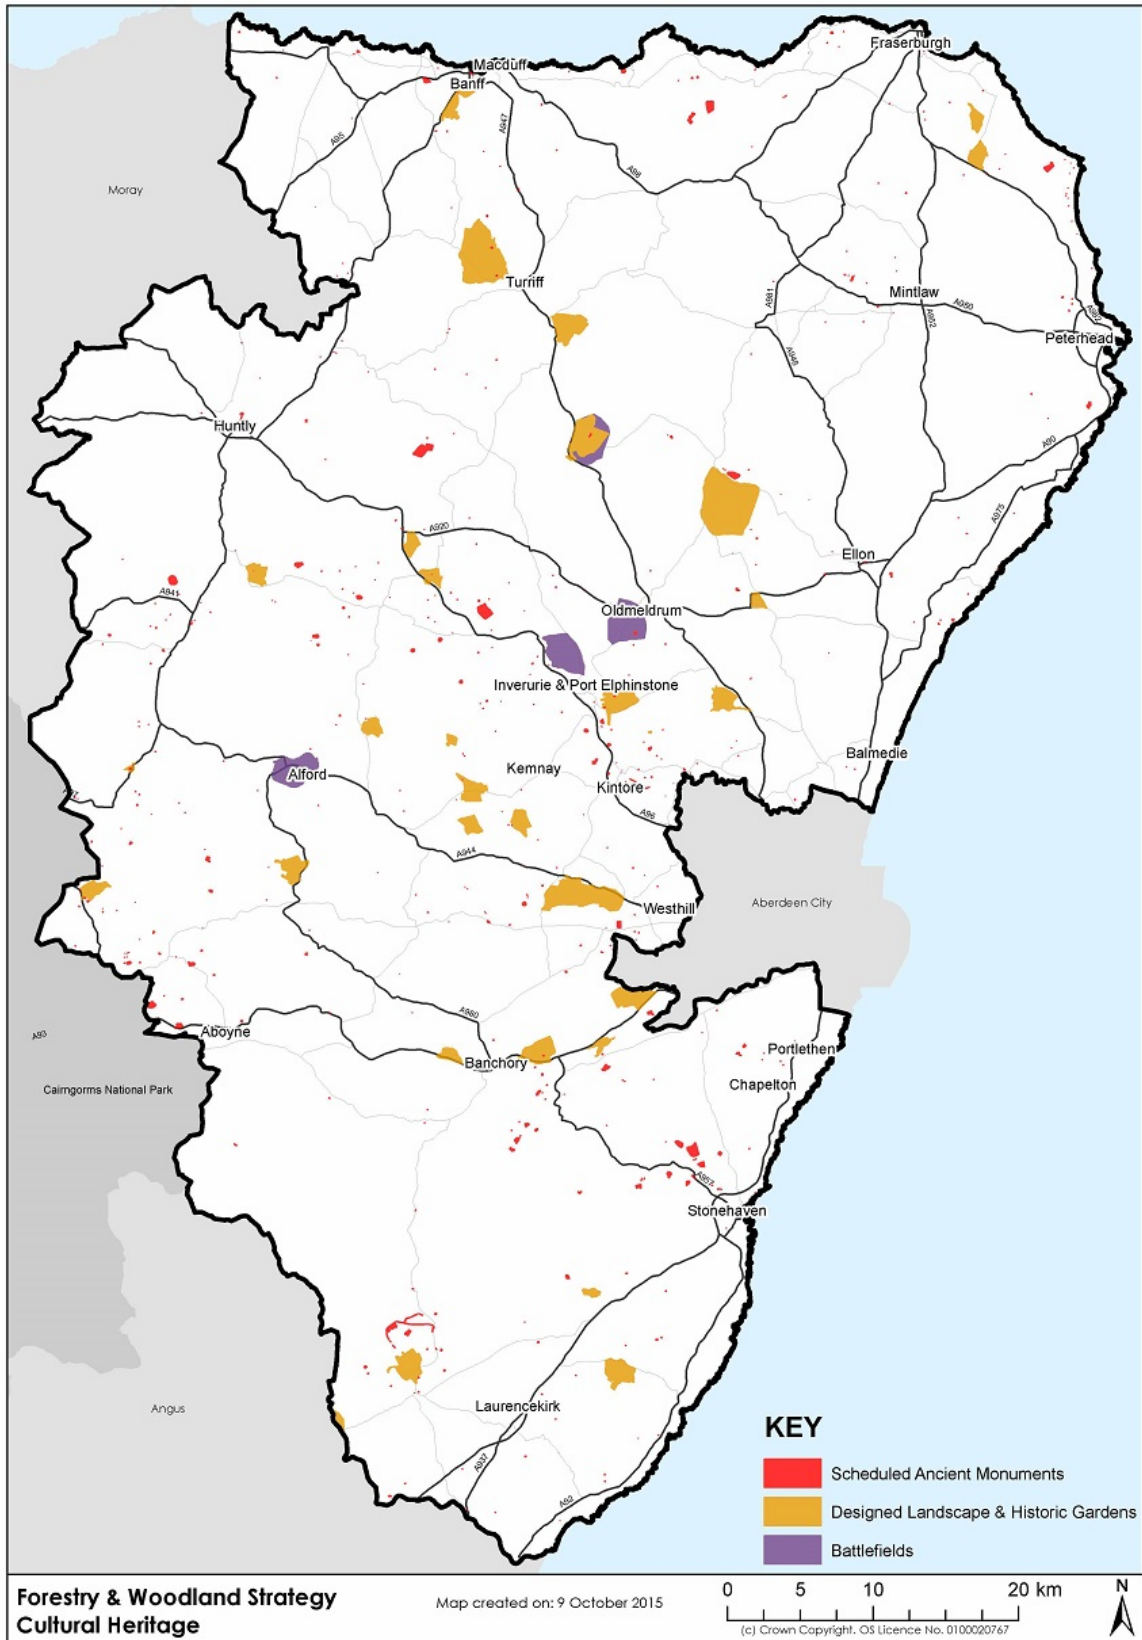 Fraserburgh
Macduff
Banff
A947
A95
A98
Moray
Turriff
A981
Mintlaw
A950
A952
A982
Peterhead
A948
Huntly
A90
A975
A920
Ellon
A941
Oldmeldrum
Inverurie & Port Elphinstone
Balmedie
Alford
Kemnay
Kintore
A96
A944
Westhill
Aberdeen City
A980
Aboyne
A93
Banchory
Portlethen
Chapelton
Cairngorms National Park
A957
Stonehaven
Angus
Laurencekirk
A937
A92
KEY
Scheduled Ancient Monuments
Designed Landscape & Historic Gardens
Battlefields
Forestry & Woodland Strategy
Cultural Heritage
Map created on: 9 October 2015
0 5 10 20 km
N
(c) Crown Copyright. OS Licence No. 0100020767